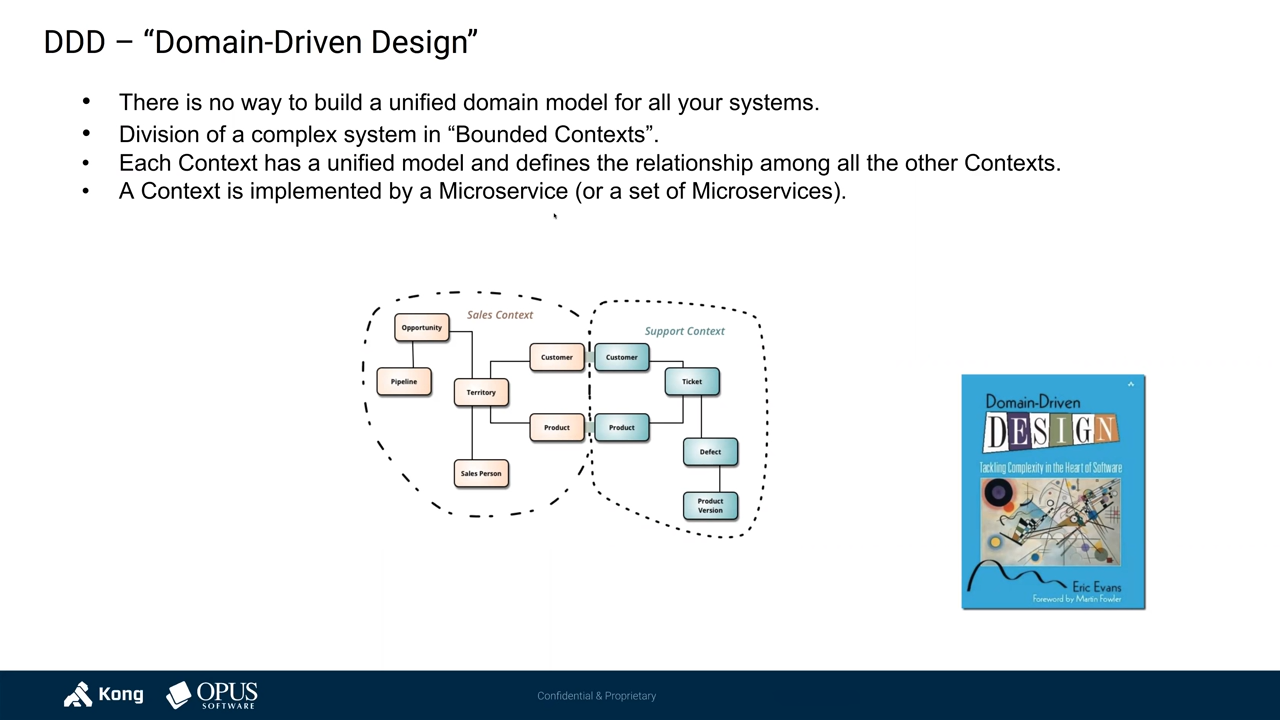 DDD – “Domain-Driven Design”
• There is no way to build a unified domain model for all your systems.
• Division of a complex system in “Bounded Contexts”.
• Each Context has a unified model and defines the relationship among all the other Contexts.
• A Context is implemented by a Microservice (or a set of Microservices).
Sales Context
Opportunity
Pipeline
Territory
Customer
Product
Sales Person
Support Context
Customer
Ticket
Product
Defect
Product
Version
Domain-Driven
DESIGN
Tackling Complexity in the Heart of Software
Eric Evans
Foreword by Martin Fowler
Kong
OPUS
SOFTWARE
Confidential & Proprietary